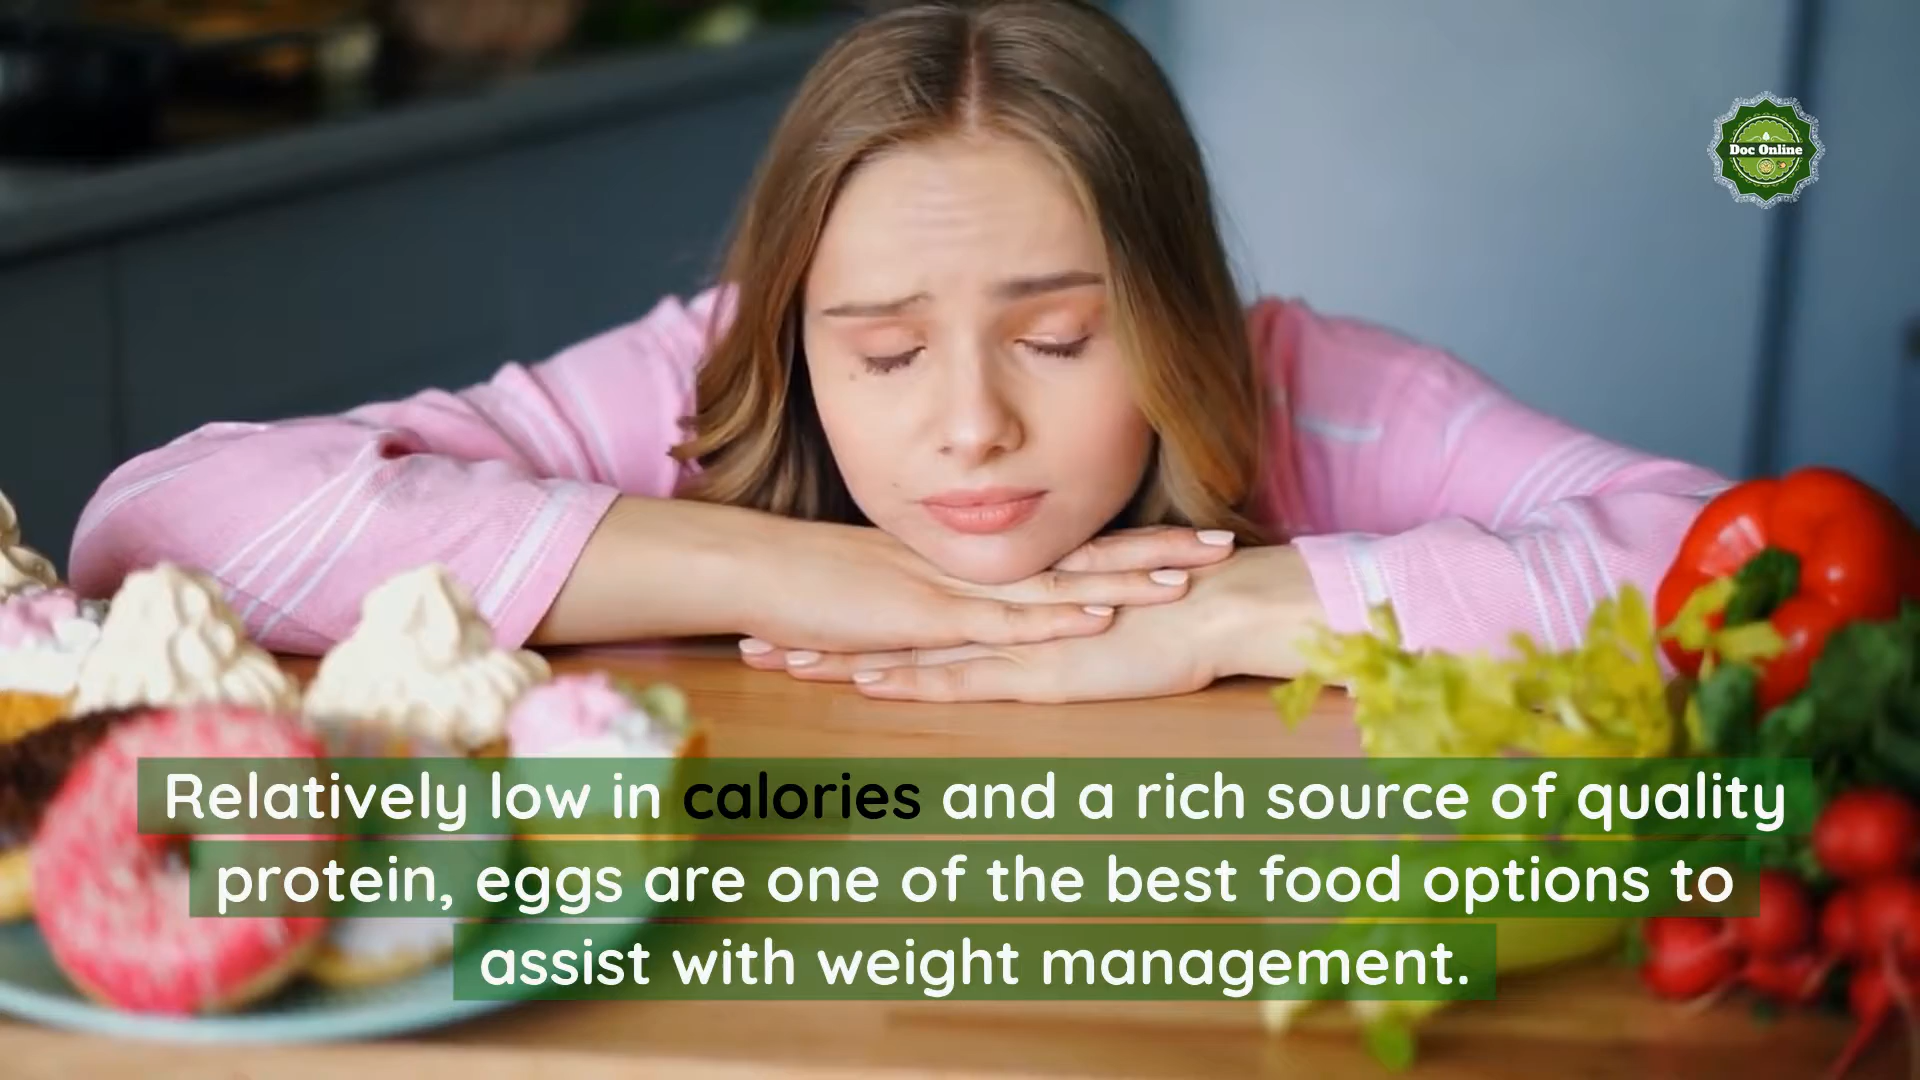 Doc Online
Relatively low in calories and a rich source of quality
protein, eggs are one of the best food options to
assist with weight management.